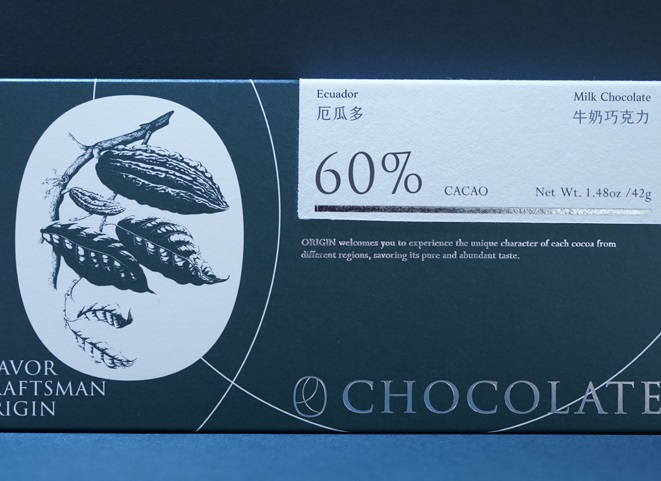 Ecuador
厄瓜多
Milk Chocolate
牛奶巧克力
60%
CACAO
Net Wt. 1.48oz /42g
ORIGIN welcomes you to experience the unique character of each cocoa from
different regions, savoring its pure and abundant taste.
AVOR
RAFTSMAN
RIGIN
CHOCOLATE